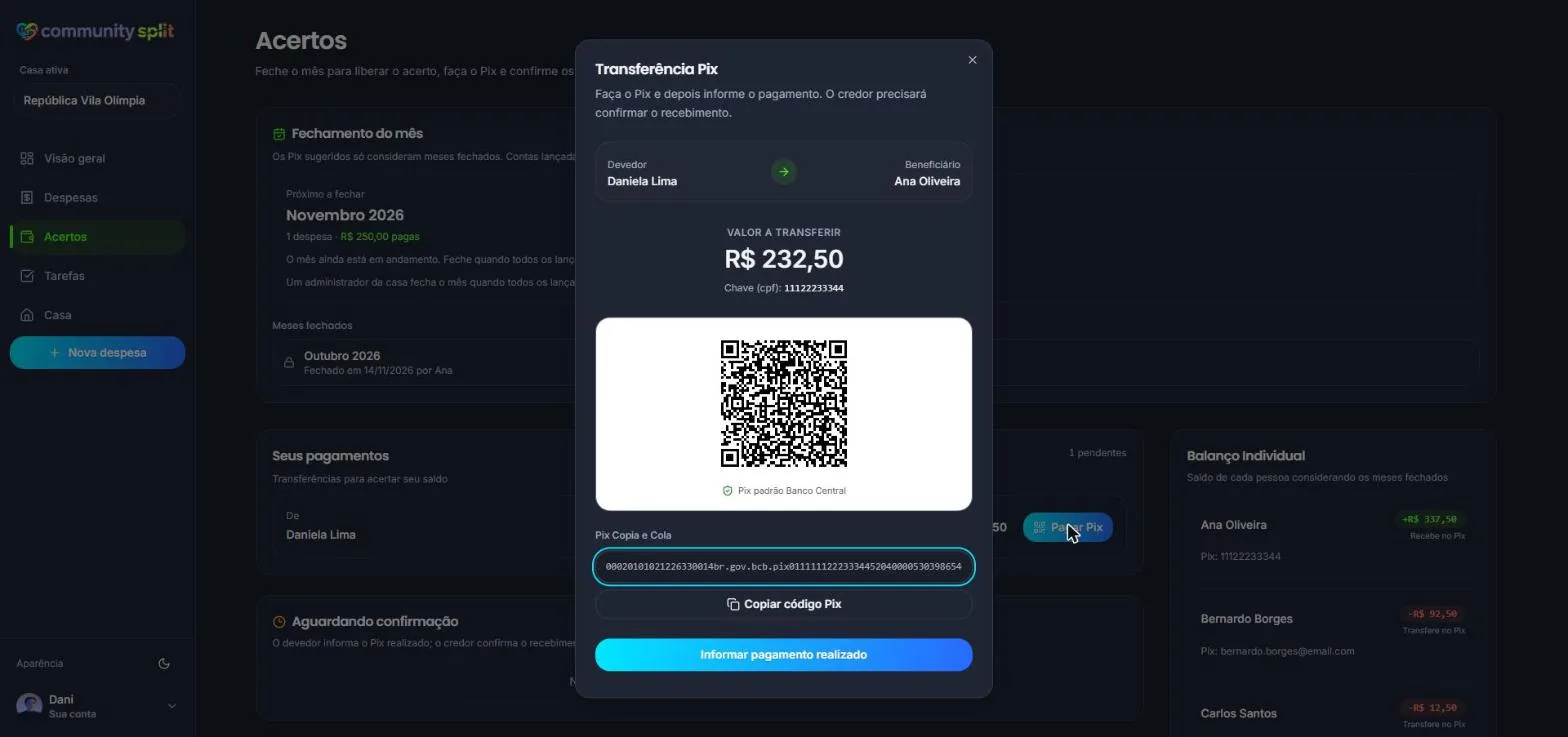 community split
Casa ativa
República Vila Olímpia
Visão geral
Despesas
Acertos
Tarefas
Casa
+ Nova despesa
Aparência
Dani
Sua conta
Acertos
Feche o mês para liberar o acerto, faça o Pix e confirme os
Fechamento do mês
Os Pix sugeridos só consideram meses fechados. Contas lançada
Próximo a fechar
Novembro 2026
1 despesa · R$ 250,00 pagas
O mês ainda está em andamento. Feche quando todos os lanç
Um administrador da casa fecha o mês quando todos os lança
Meses fechados
Outubro 2026
Fechado em 14/11/2026 por Ana
Seus pagamentos
Transferências para acertar seu saldo
1 pendentes
De
Daniela Lima
50
Pagar Pix
Aguardando confirmação
O devedor informa o Pix realizado; o credor confirma o recebimen
N
Transferência Pix
Faça o Pix e depois informe o pagamento. O credor precisará
confirmar o recebimento.
Devedor
Daniela Lima
Beneficiário
Ana Oliveira
VALOR A TRANSFERIR
R$ 232,50
Chave (cpf): 11122233344
Pix padrão Banco Central
Pix Copia e Cola
00020101021226330014br.gov.bcb.pix01111112223334452040000530398654
Copiar código Pix
Informar pagamento realizado
Balanço Individual
Saldo de cada pessoa considerando os meses fechados
Ana Oliveira
+R$ 337,50
Recebe no Pix
Pix: 11122233344
Bernardo Borges
-R$ 92,50
Transfere no Pix
Pix: bernardo.borges@email.com
Carlos Santos
-R$ 12,50
Transfere no Pix